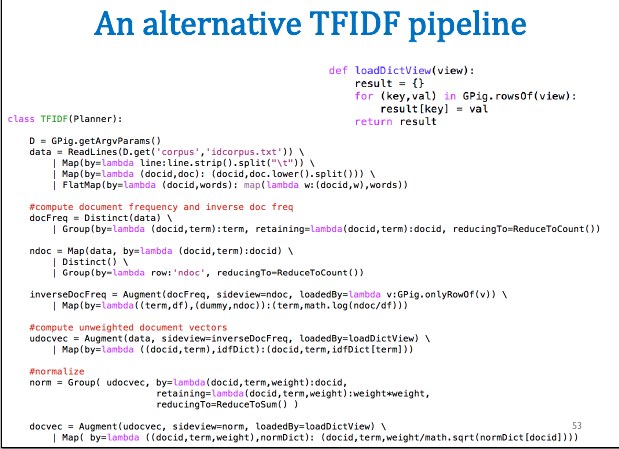 An alternative TFIDF pipeline
def loadDictView(view):
    result = {}
    for (key,val) in GPig.rowsOf(view):
        result[key] = val
    return result
class TFIDF(Planner):
    D = GPig.getArgvParams()
    data = ReadLines(D.get('corpus','idcorpus.txt')) \
        | Map(by=lambda line:line.strip().split("\t")) \
        | Map(by=lambda (docid,doc): (docid,doc.lower().split())) \
        | FlatMap(by=lambda (docid,words): map(lambda w:(docid,w),words))
    #compute document frequency and inverse doc freq
    docFreq = Distinct(data) \
        | Group(by=lambda (docid,term):term, retaining=lambda(docid,term):docid, reducingTo=ReduceToCount())
    ndoc = Map(data, by=lambda (docid,term):docid) \
        | Distinct() \
        | Group(by=lambda row:'ndoc', reducingTo=ReduceToCount())
    inverseDocFreq = Augment(docFreq, sideview=ndoc, loadedBy=lambda v:GPig.onlyRowOf(v)) \
        | Map(by=lambda((term,df),(dummy,ndoc)):(term,math.log(ndoc/df)))
    #compute unweighted document vectors
    udocvec = Augment(data, sideview=inverseDocFreq, loadedBy=loadDictView) \
        | Map(by=lambda ((docid,term),idfDict):(docid,term,idfDict[term]))
    #normalize
    norm = Group( udocvec, by=lambda(docid,term,weight):docid,
                           retaining=lambda(docid,term,weight):weight*weight,
                           reducingTo=ReduceToSum() )
    docvec = Augment(udocvec, sideview=norm, loadedBy=loadDictView) \
        | Map( by=lambda ((docid,term,weight),normDict): (docid,term,weight/math.sqrt(normDict[docid])))
53